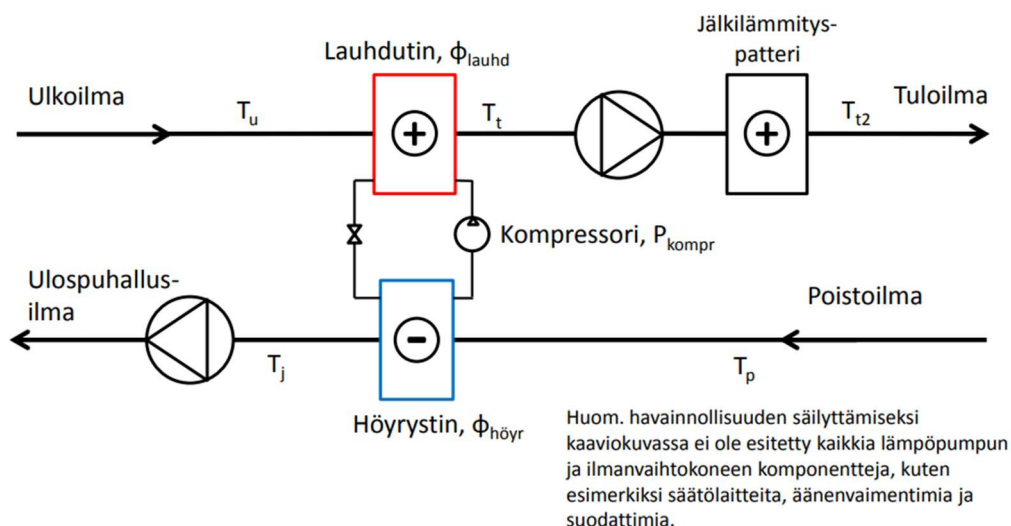 Jälkilämmitys-
patteri
Lauhdutin, ϕlauhd
Ulkoilma
Tu
Tt
Tt2
Tuloilma
Kompressori, Pkompr
Ulospuhallus-
ilma
Poistoilma
Tj
Tp
Höyrystin, ϕhöyr
Huom. havainnollisuuden säilyttämiseksi
kaaviokuvassa ei ole esitetty kaikkia lämpöpumpun
ja ilmanvaihtokoneen komponentteja, kuten
esimerkiksi säätölaitteita, äänenvaimentimia ja
suodattimia.